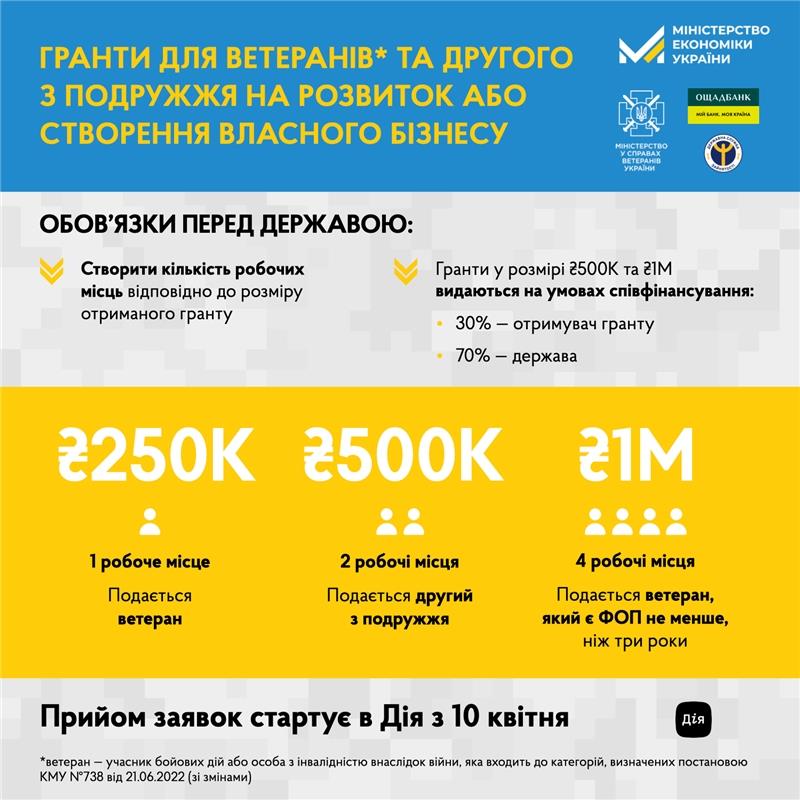 ГРАНТИ ДЛЯ ВЕТЕРАНІВ* ТА ДРУГОГО
З ПОДРУЖЖЯ НА РОЗВИТОК АБО
СТВОРЕННЯ ВЛАСНОГО БІЗНЕСУ
МІНІСТЕРСТВО
ЕКОНОМІКИ
УКРАЇНИ
МІНІСТЕРСТВО
У СПРАВАХ
ВЕТЕРАНІВ
УКРАЇНИ
ОЩАДБАНК
МІЙ БАНК. МОЯ КРАЇНА
ОБОВ’ЯЗКИ ПЕРЕД ДЕРЖАВОЮ:
Створити кількість робочих
місць відповідно до розміру
отриманого гранту
Гранти у розмірі ₴500K та ₴1M
видаються на умовах співфінансування:
• 30% — отримувач гранту
• 70% — держава
₴250K
1 робоче місце
Подається
ветеран
₴500K
2 робочі місця
Подається другий
з подружжя
₴1M
4 робочі місця
Подається ветеран,
який є ФОП не менше,
ніж три роки
Прийом заявок стартує в Дія з 10 квітня
Дія
*ветеран — учасник бойових дій або особа з інвалідністю внаслідок війни, яка входить до категорій, визначених постановою
КМУ №738 від 21.06.2022 (зі змінами)